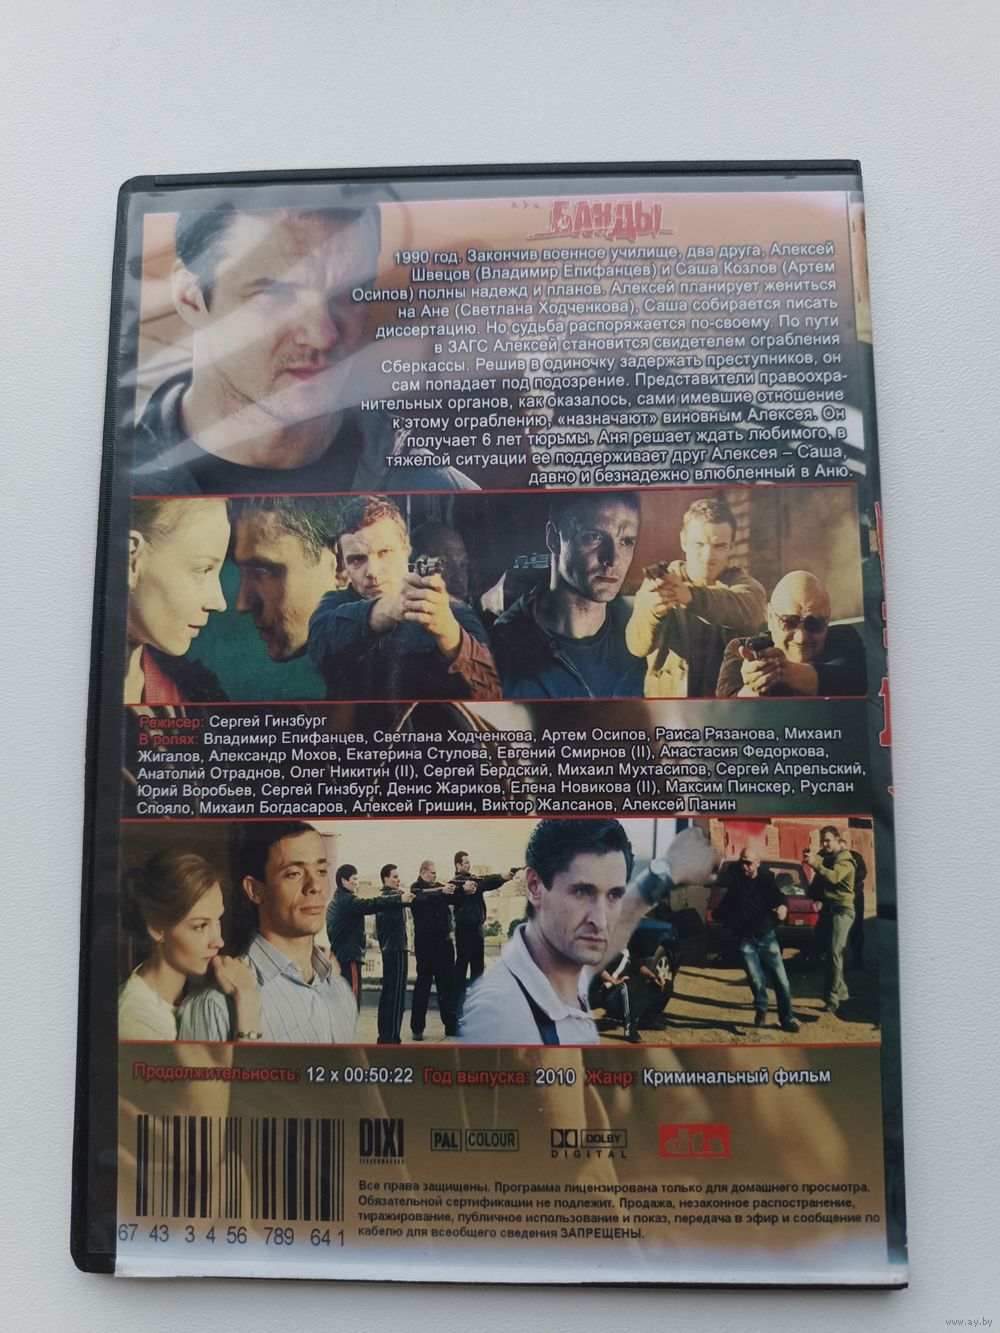 БАНДЫ
1990 год. Закончив военное училище, два друга, Алексей
Швецов (Владимир Епифанцев) и Саша Козлов (Артем
Осипов) полны надежд и планов. Алексей планирует жениться
на Ане (Светлана Ходченкова), Саша собирается писать
диссертацию. Но судьба распоряжается по-своему. По пути
в ЗАГС Алексей становится свидетелем ограбления
Сберкассы. Решив в одиночку задержать преступников, он
сам попадает под подозрение. Представители правоохра-
нительных органов, как оказалось, сами имевшие отношение
к этому ограблению, «назначают» виновным Алексея. Он
получает 6 лет тюрьмы. Аня решает ждать любимого, в
тяжелой ситуации ее поддерживает друг Алексея – Саша,
давно и безнадежно влюбленный в Аню.
Режисер: Сергей Гинзбург
В ролях: Владимир Епифанцев, Светлана Ходченкова, Артем Осипов, Раиса Рязанова, Михаил
Жигалов, Александр Мохов, Екатерина Стулова, Евгений Смирнов (II), Анастасия Федоркова,
Анатолий Отраднов, Олег Никитин (II), Сергей Бердский, Михаил Мухтасипов, Сергей Апрельский,
Юрий Воробьев, Сергей Гинзбург, Денис Жариков, Елена Новикова (II), Максим Пинскер, Руслан
Спояло, Михаил Богдасаров, Алексей Гришин, Виктор Жалсанов, Алексей Панин
Продолжительность: 12 x 00:50:22 Год выпуска: 2010 Жанр: Криминальный фильм
DIXI
PAL COLOUR
DOLBY
DIGITAL
dts
Все права защищены. Программа лицензирована только для домашнего просмотра.
Обязательной сертификации не подлежит. Продажа, незаконное распостранение,
тиражирование, публичное использование и показ, передача в эфир и сообщение по
кабелю для всеобщего сведения ЗАПРЕЩЕНЫ.
67 43 3 4 56 789 64 1
www.ay.by